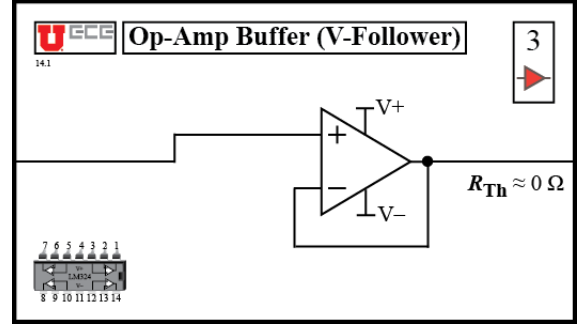 U ECE
Op-Amp Buffer (V-Follower)
3
14.1
V+
+
−
V−
R_Th ≈ 0 Ω
7 6 5 4 3 2 1
V+
LM324
V−
8 9 10 11 12 13 14